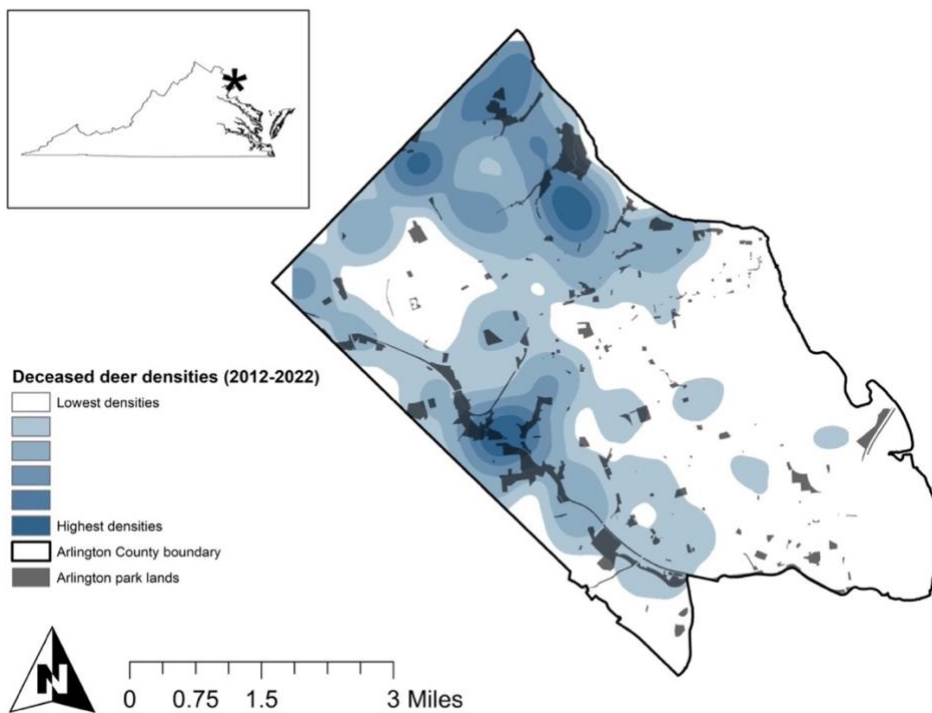 Deceased deer densities (2012-2022)
Lowest densities
Highest densities
Arlington County boundary
Arlington park lands
N
0 0.75 1.5 3 Miles